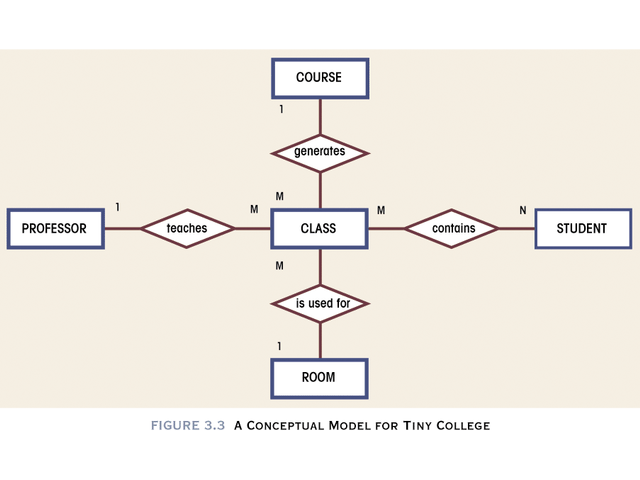 COURSE
1
generates
M
PROFESSOR
1
teaches
M
CLASS
M
contains
N
STUDENT
M
is used for
1
ROOM
FIGURE 3.3 A CONCEPTUAL MODEL FOR TINY COLLEGE